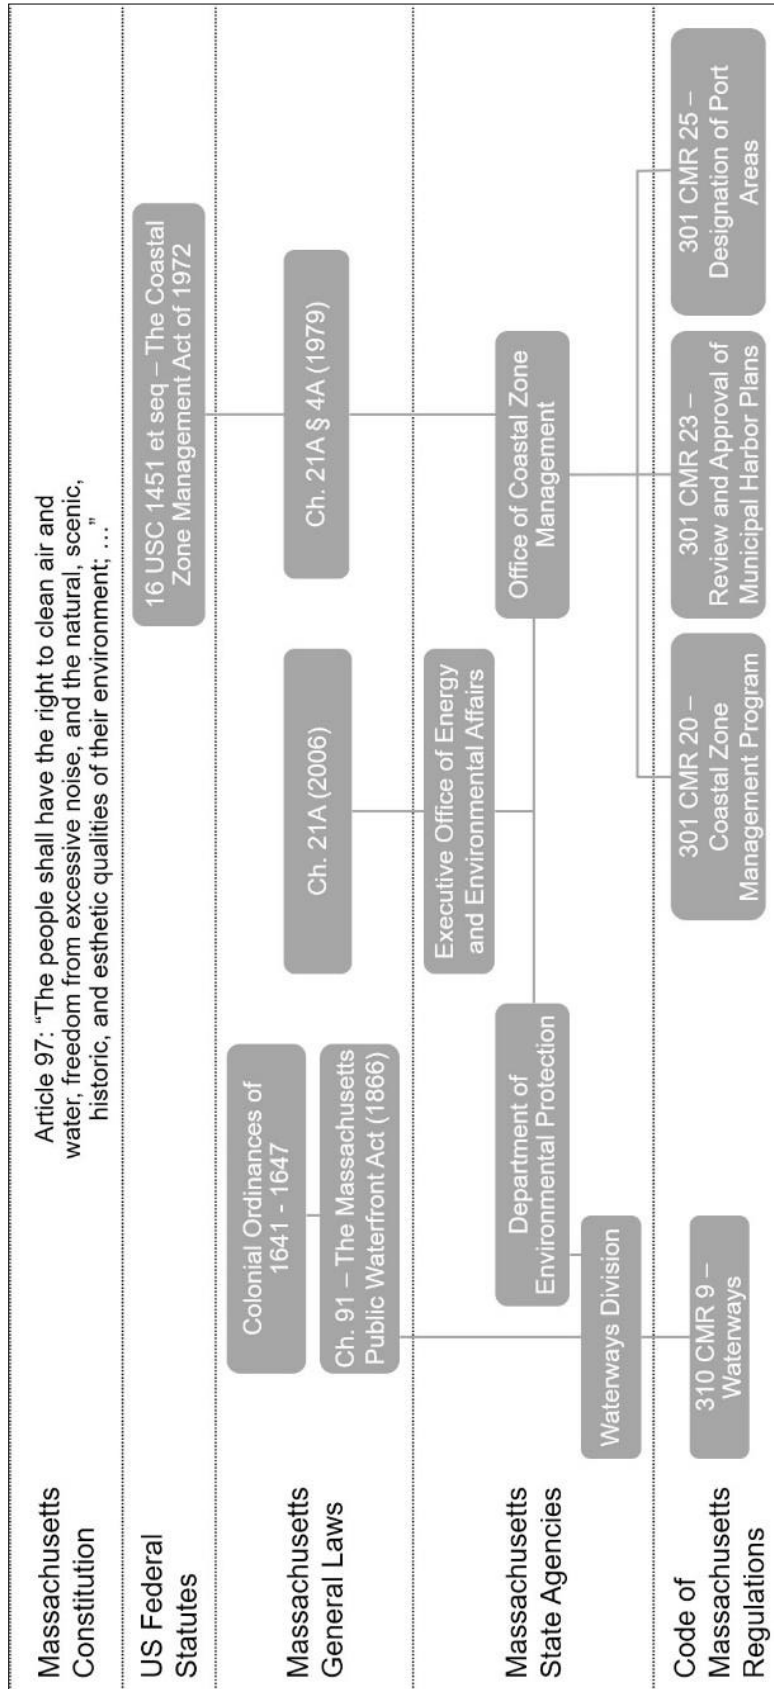 Massachusetts
Constitution
Article 97: “The people shall have the right to clean air and
water, freedom from excessive noise, and the natural, scenic,
historic, and esthetic qualities of their environment; …”
US Federal
Statutes
16 USC 1451 et seq – The Coastal
Zone Management Act of 1972
Massachusetts
General Laws
Colonial Ordinances of
1641 - 1647
Ch. 91 – The Massachusetts
Public Waterfront Act (1866)
Ch. 21A (2006)
Ch. 21A § 4A (1979)
Massachusetts
State Agencies
Executive Office of Energy
and Environmental Affairs
Department of
Environmental Protection
Office of Coastal Zone
Management
Waterways Division
Code of
Massachusetts
Regulations
310 CMR 9 –
Waterways
301 CMR 20 –
Coastal Zone
Management Program
301 CMR 23 –
Review and Approval of
Municipal Harbor Plans
301 CMR 25 –
Designation of Port
Areas